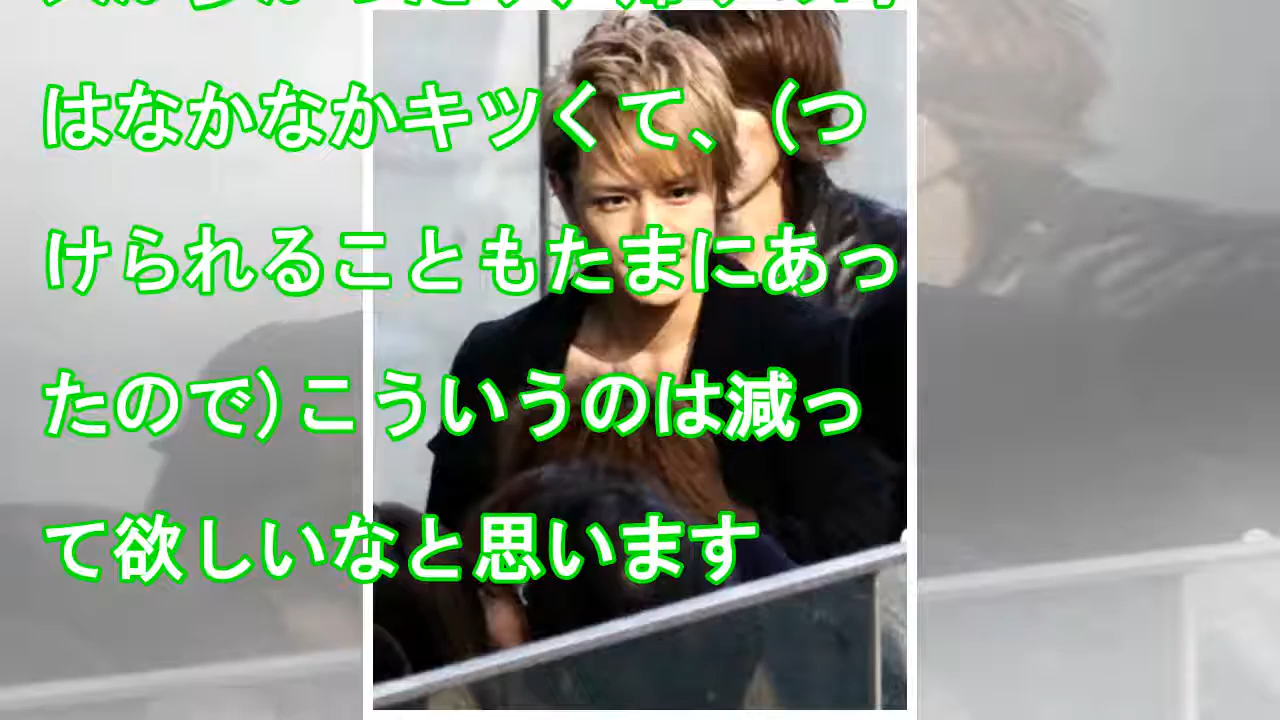 はなかなかキツくて、(つ
けられることもたまにあっ
たので)こういうのは減っ
て欲しいなと思います